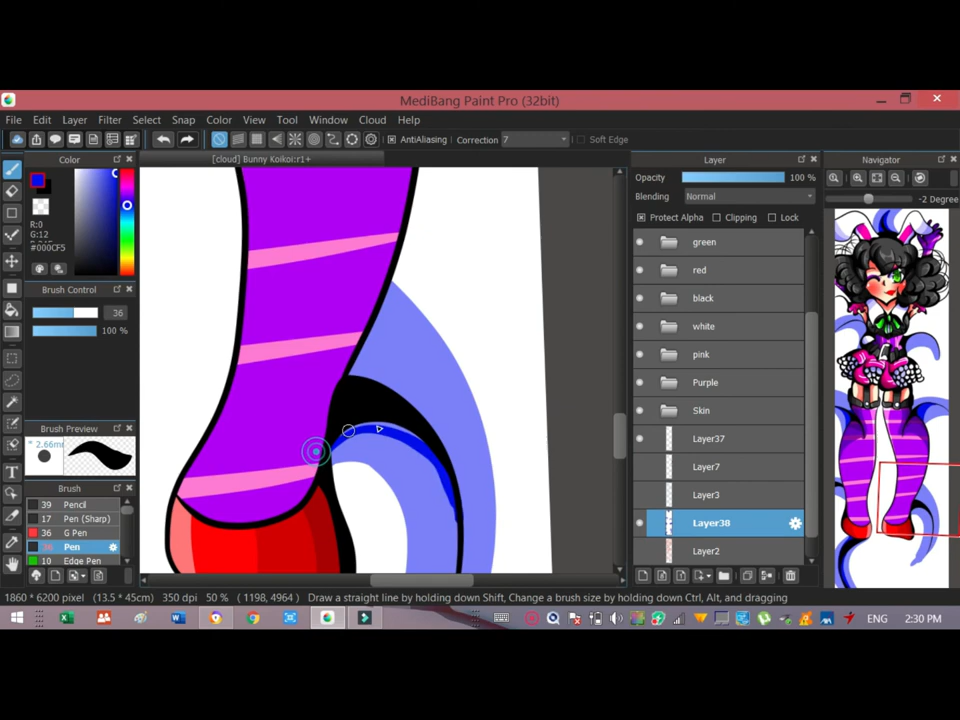 MediBang Paint Pro (32bit)
File Edit Layer Filter Select Snap Color View Tool Window Cloud Help
AntiAliasing Correction 7 Soft Edge
Color
[cloud] Bunny Koikoi:r1+
Layer
Navigator
Opacity 100 %
Blending Normal
-2 Degree
Protect Alpha Clipping Lock
R:0
G:12
#000CF5
Brush Control
36
100 %
Brush Preview
* 2.66m
Brush
39 Pencil
17 Pen (Sharp)
36 G Pen
36 Pen
10 Edge Pen
green
red
black
white
pink
Purple
Skin
Layer37
Layer7
Layer3
Layer38
Layer2
1860 * 6200 pixel (13.5 * 45cm) 350 dpi 50 % ( 1198, 4964 ) Draw a straight line by holding down Shift, Change a brush size by holding down Ctrl, Alt, and dragging
ENG 2:30 PM